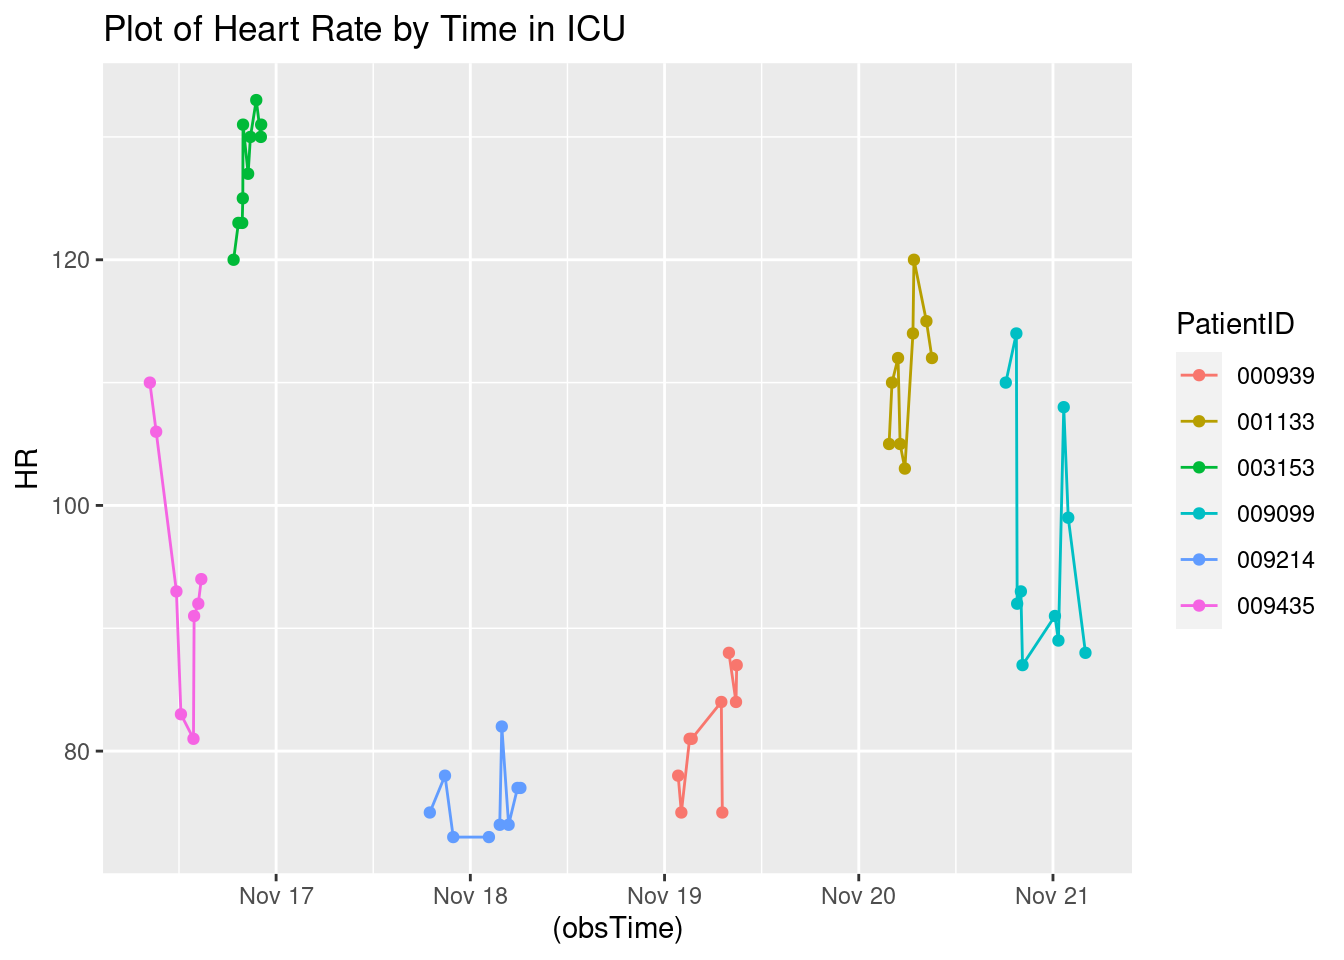 Plot of Heart Rate by Time in ICU
HR
120
100
80
Nov 17
Nov 18
Nov 19
Nov 20
Nov 21
(obsTime)
PatientID
000939
001133
003153
009099
009214
009435